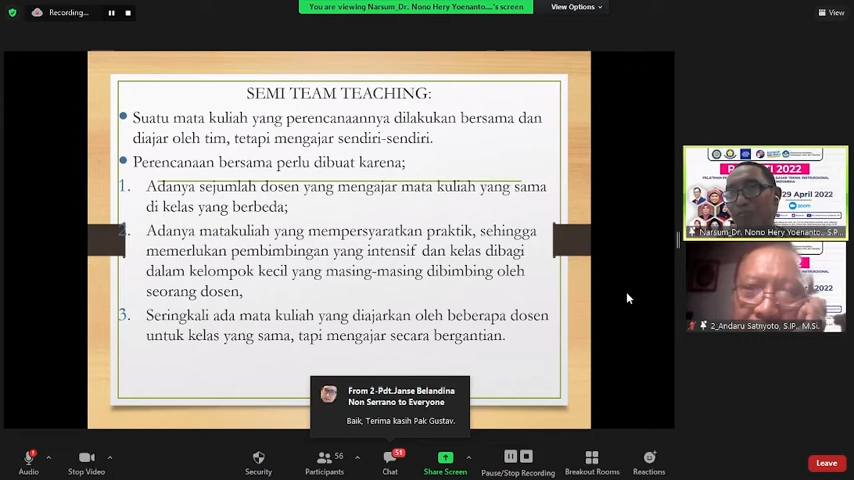 Recording...
You are viewing Narsum_Dr. Nono Hery Yoenanto....'s screen
View Options
View
SEMI TEAM TEACHING:
Suatu mata kuliah yang perencanaannya dilakukan bersama dan
diajar oleh tim, tetapi mengajar sendiri-sendiri.
Perencanaan bersama perlu dibuat karena;
1. Adanya sejumlah dosen yang mengajar mata kuliah yang sama
di kelas yang berbeda;
2. Adanya matakuliah yang mempersyaratkan praktik, sehingga
memerlukan pembimbingan yang intensif dan kelas dibagi
dalam kelompok kecil yang masing-masing dibimbing oleh
seorang dosen,
3. Seringkali ada mata kuliah yang diajarkan oleh beberapa dosen
untuk kelas yang sama, tapi mengajar secara bergantian.
2022
29 April 2022
zoom
Narsum_Dr. Nono Hery Yoenanto, S.P...
2_Andaru Satnyoto, S.IP., M.Si.
From 2-Pdt.Janse Belandina
Non Serrano to Everyone
Baik, Terima kasih Pak Gustav.
Audio
Stop Video
Security
Participants
56
Chat
51
Share Screen
Pause/Stop Recording
Breakout Rooms
Reactions
Leave